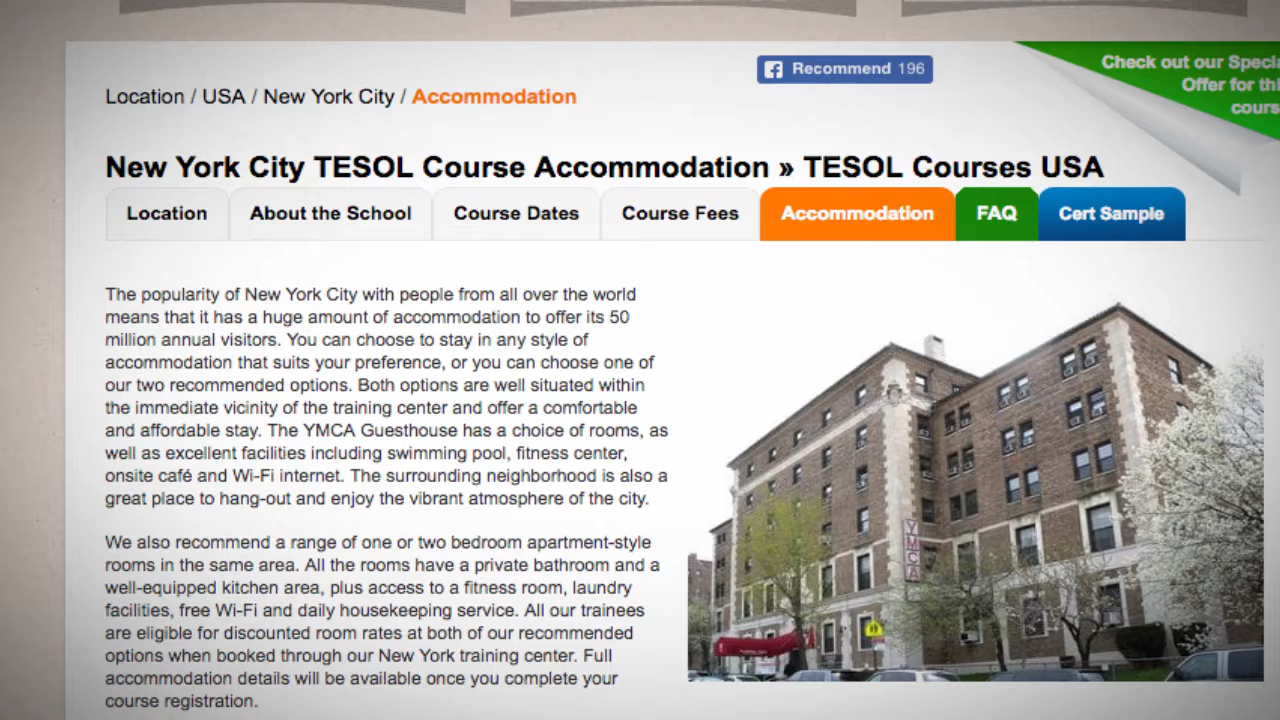 Recommend 196
Check out our
Offer for
Location / USA / New York City / Accommodation
New York City TESOL Course Accommodation » TESOL Courses USA
Location About the School Course Dates Course Fees Accommodation FAQ Cert Sample
The popularity of New York City with people from all over the world
means that it has a huge amount of accommodation to offer its 50
million annual visitors. You can choose to stay in any style of
accommodation that suits your preference, or you can choose one of
our two recommended options. Both options are well situated within
the immediate vicinity of the training center and offer a comfortable
and affordable stay. The YMCA Guesthouse has a choice of rooms, as
well as excellent facilities including swimming pool, fitness center,
onsite café and Wi-Fi internet. The surrounding neighborhood is also a
great place to hang-out and enjoy the vibrant atmosphere of the city.
We also recommend a range of one or two bedroom apartment-style
rooms in the same area. All the rooms have a private bathroom and a
well-equipped kitchen area, plus access to a fitness room, laundry
facilities, free Wi-Fi and daily housekeeping service. All our trainees
are eligible for discounted room rates at both of our recommended
options when booked through our New York training center. Full
accommodation details will be available once you complete your
course registration.
YMCA